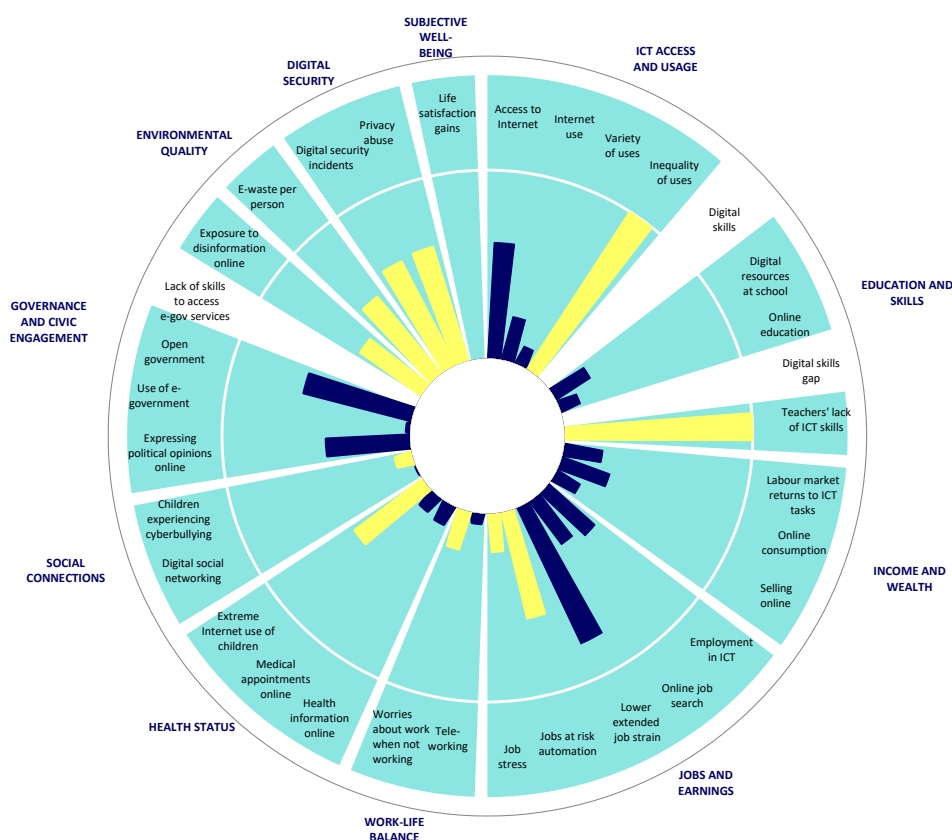 SUBJECTIVE
WELL-
BEING
ICT ACCESS
AND USAGE
DIGITAL
SECURITY
Life
satisfaction
gains
Access to
Internet
Internet
use
Variety
of uses
Inequality
of uses
Privacy
abuse
Digital security
incidents
ENVIRONMENTAL
QUALITY
E-waste per
person
Digital
skills
Exposure to
disinformation
online
Digital
resources
at school
EDUCATION AND
SKILLS
Lack of skills
to access
e-gov services
GOVERNANCE
AND CIVIC
ENGAGEMENT
Online
education
Open
government
Digital skills
gap
Use of e-
government
Teachers' lack
of ICT skills
Expressing
political opinions
online
Labour market
returns to ICT
tasks
Children
experiencing
cyberbullying
Online
consumption
SOCIAL
CONNECTIONS
Digital social
networking
INCOME AND
WEALTH
Selling
online
Extreme
Internet use of
children
Employment
in ICT
Medical
appointments
online
Online job
search
Health
information
online
Lower
extended
job strain
HEALTH STATUS
Worries
about work
when not
working
Tele-
working
Job
stress
Jobs at risk
automation
JOBS AND
EARNINGS
WORK-LIFE
BALANCE